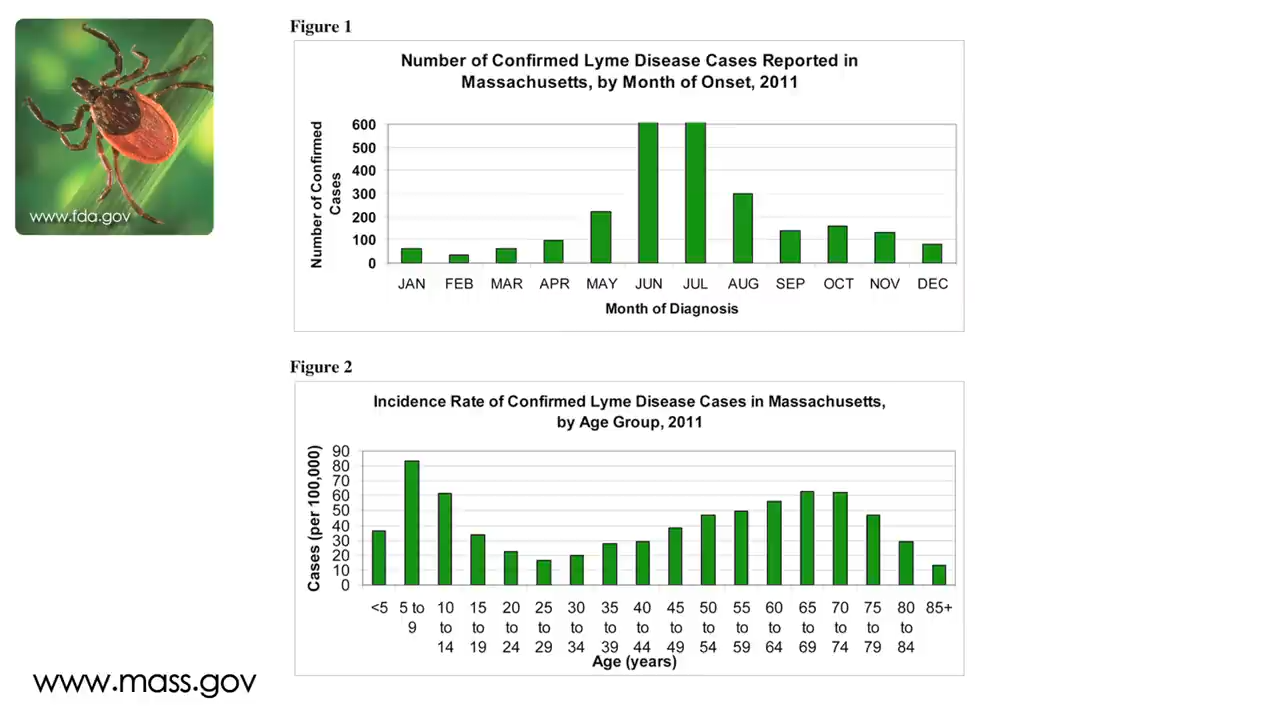 www.fda.gov
Figure 1
Number of Confirmed Lyme Disease Cases Reported in
Massachusetts, by Month of Onset, 2011
Number of Confirmed
Cases
600
500
400
300
200
100
0
JAN FEB MAR APR MAY JUN JUL AUG SEP OCT NOV DEC
Month of Diagnosis
Figure 2
Incidence Rate of Confirmed Lyme Disease Cases in Massachusetts,
by Age Group, 2011
Cases (per 100,000)
90
80
70
60
50
40
30
20
10
0
<5 5 to 10 15 20 25 30 35 40 45 50 55 60 65 70 75 80 85+
9 to to to to to to to to to to to to to to to
14 19 24 29 34 39 44 49 54 59 64 69 74 79 84
Age (years)
www.mass.gov